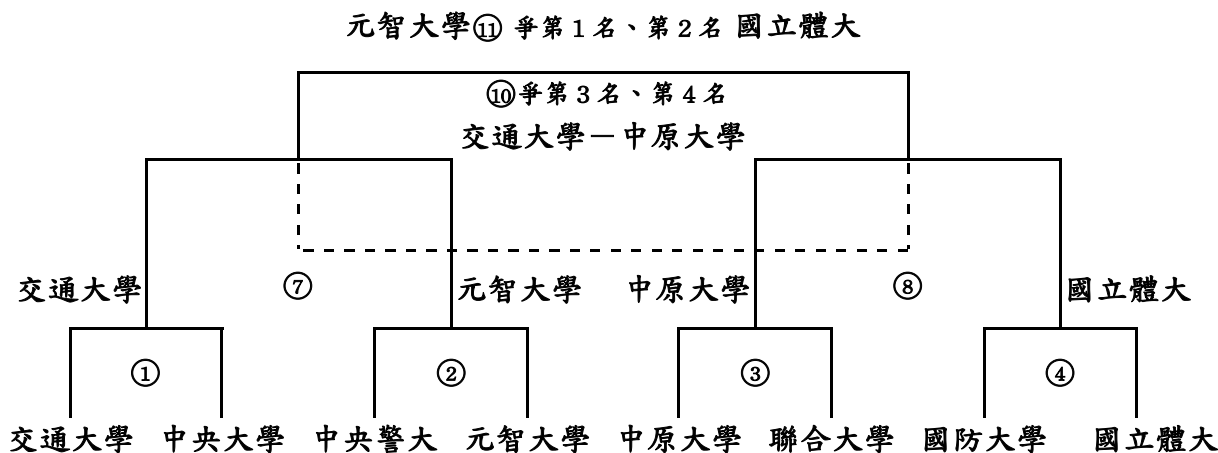 元智大學⑪ 爭第1名、第2名 國立體大
⑩爭第3名、第4名
交通大學－中原大學
交通大學 ⑦ 元智大學 中原大學 ⑧ 國立體大
① ② ③ ④
交通大學 中央大學 中央警大 元智大學 中原大學 聯合大學 國防大學 國立體大